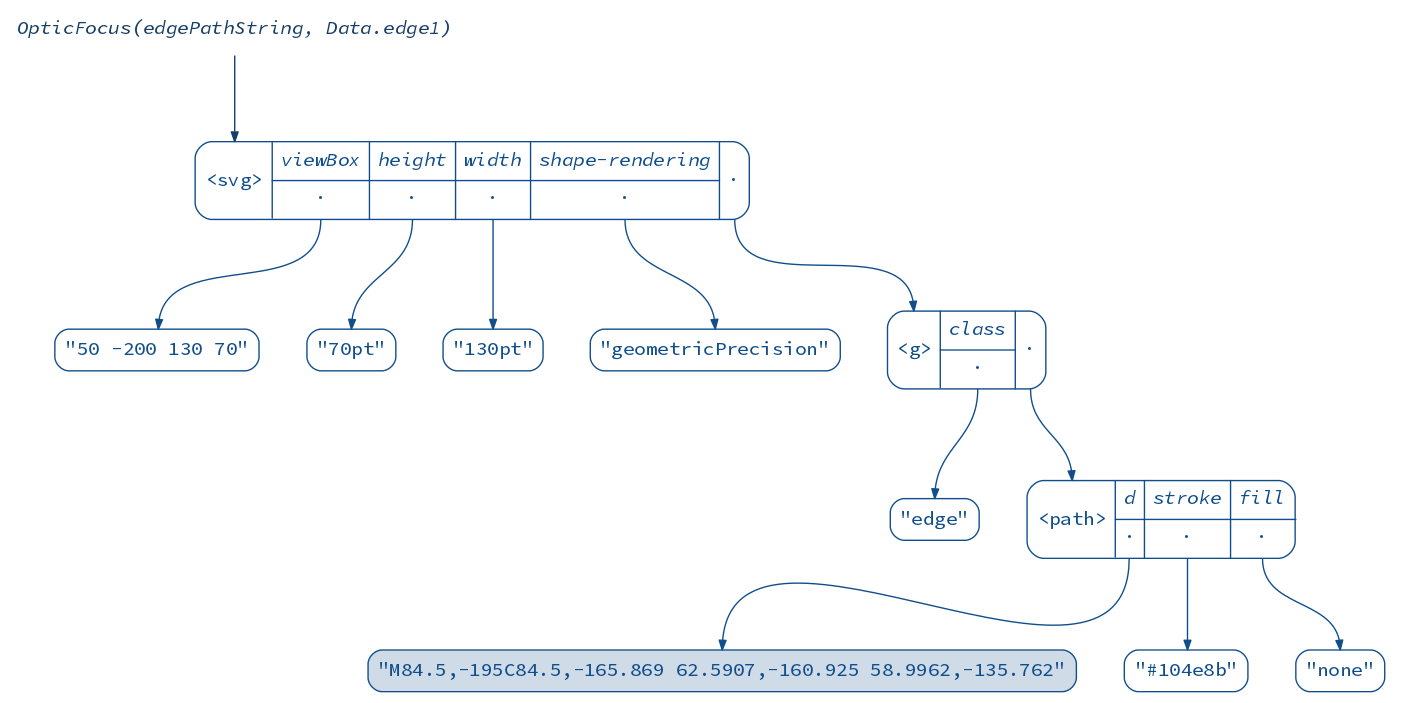 OpticFocus(edgePathString, Data.edge1)
<svg> viewBox height width shape-rendering
"50 -200 130 70" "70pt" "130pt" "geometricPrecision"
<g> class
"edge"
<path> d stroke fill
"M84.5,-195C84.5,-165.869 62.5907,-160.925 58.9962,-135.762" "#104e8b" "none"